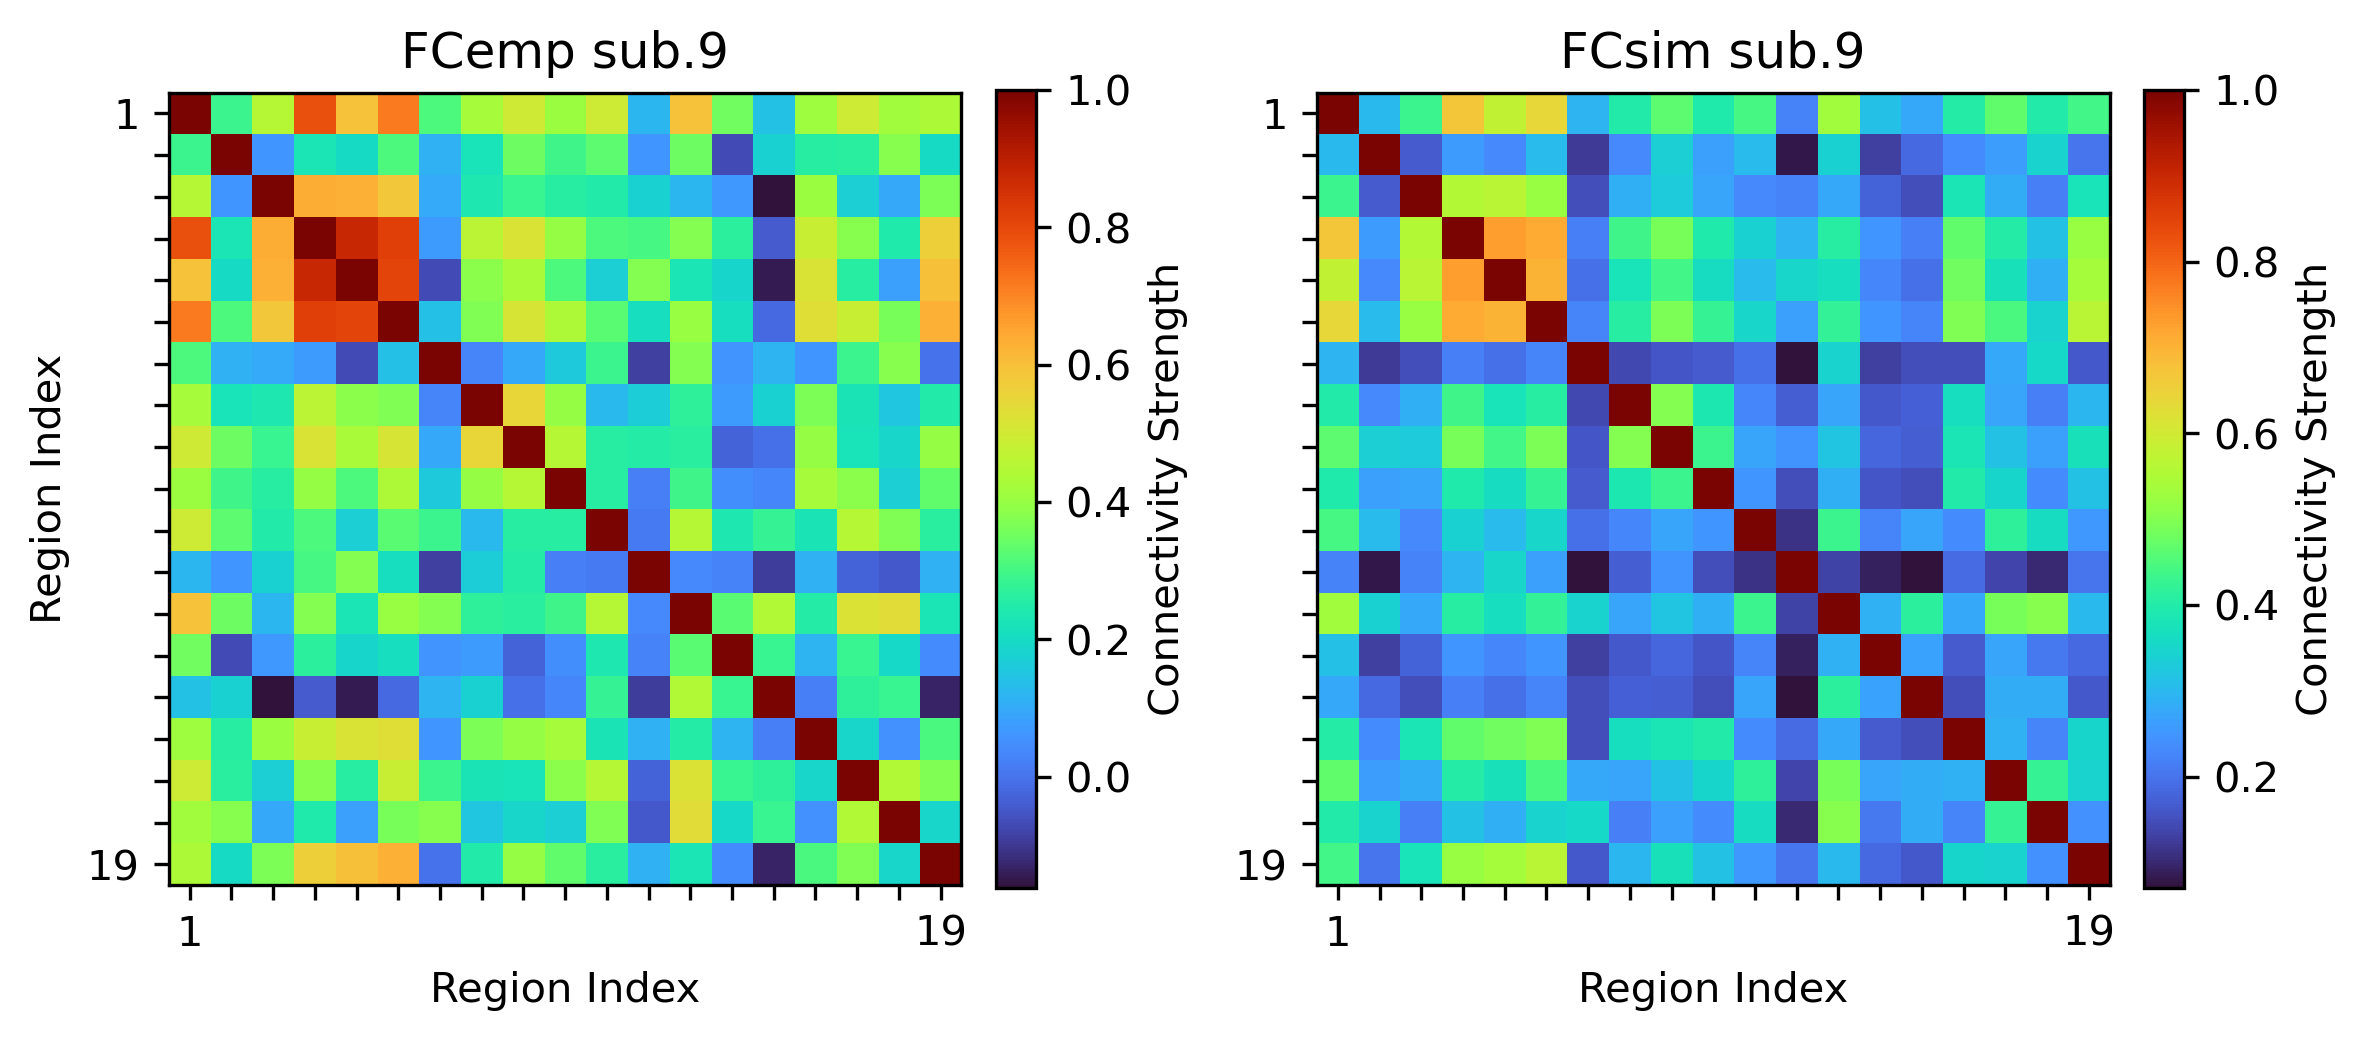 FCemp sub.9
1
19
1
19
Region Index
Region Index
1.0
0.8
0.6
0.4
0.2
0.0
Connectivity Strength
FCsim sub.9
1
19
1
19
Region Index
1.0
0.8
0.6
0.4
0.2
Connectivity Strength